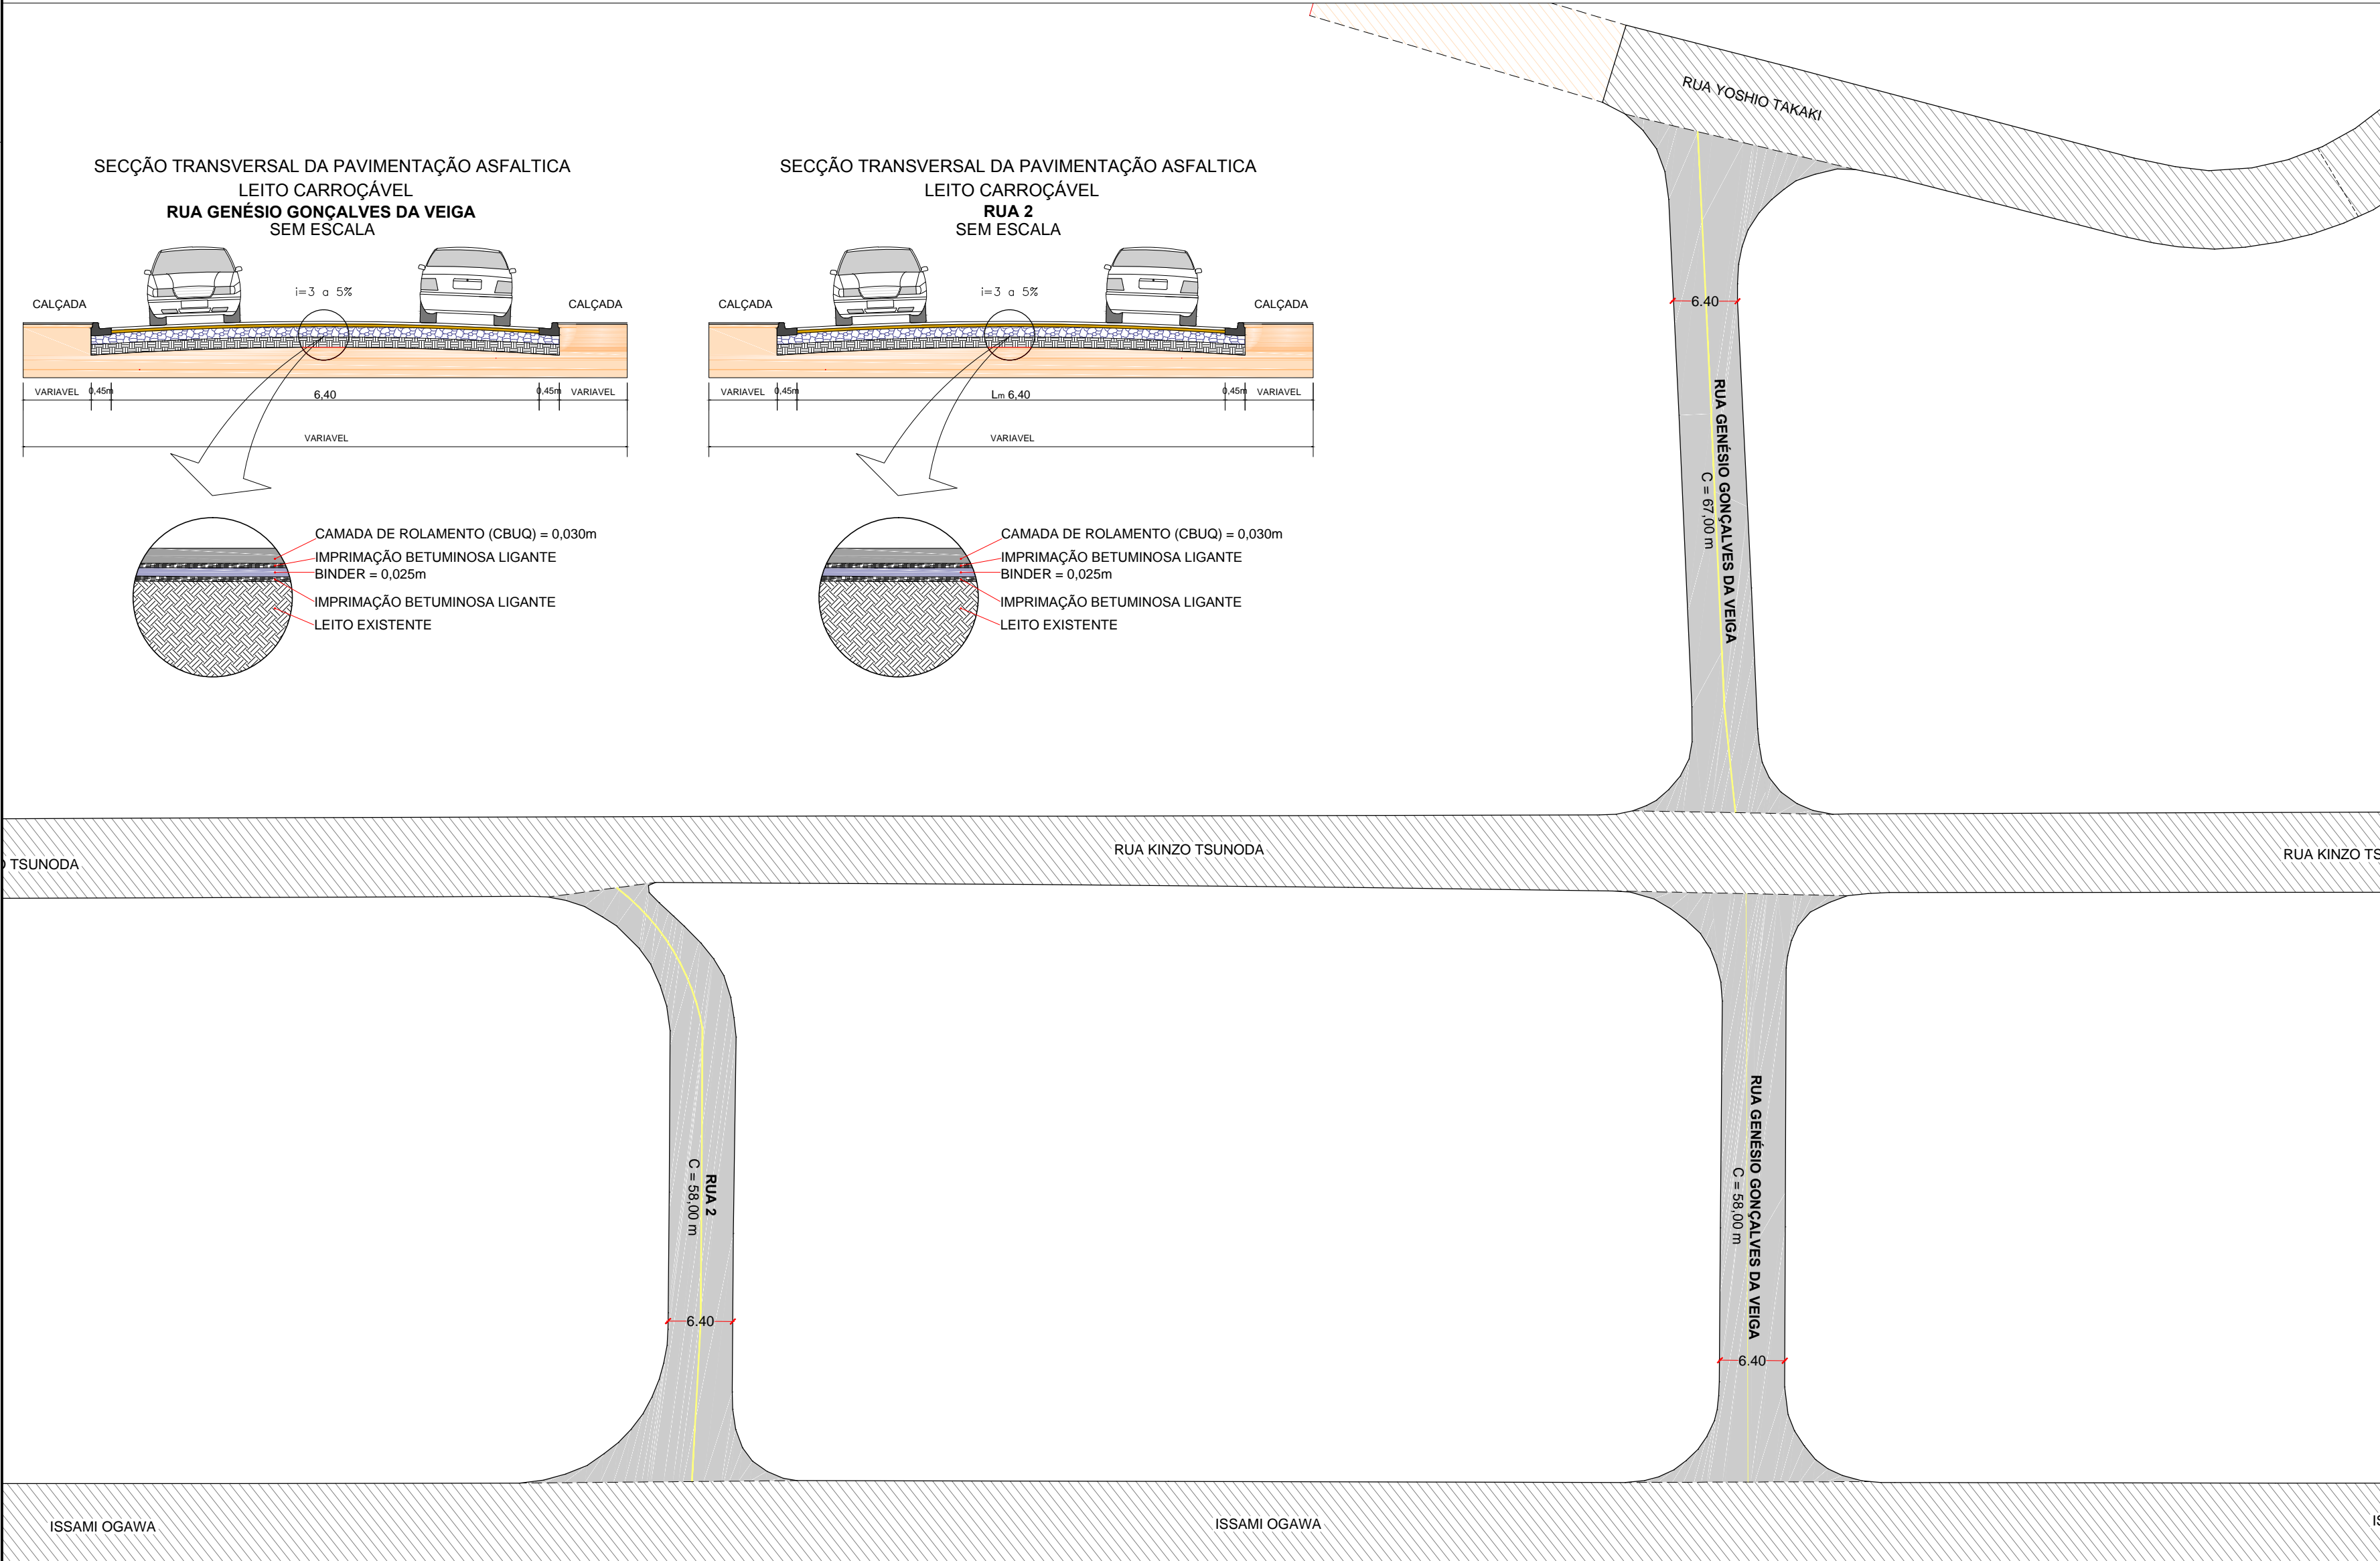 SECÇÃO TRANSVERSAL DA PAVIMENTAÇÃO ASFALTICA
LEITO CARROÇÁVEL
RUA GENÉSIO GONÇALVES DA VEIGA
SEM ESCALA
i=3 a 5%
CALÇADA
CALÇADA
VARIAVEL
0,45m
6,40
0,45m
VARIAVEL
VARIAVEL
CAMADA DE ROLAMENTO (CBUQ) = 0,030m
IMPRIMAÇÃO BETUMINOSA LIGANTE
BINDER = 0,025m
IMPRIMAÇÃO BETUMINOSA LIGANTE
LEITO EXISTENTE
SECÇÃO TRANSVERSAL DA PAVIMENTAÇÃO ASFALTICA
LEITO CARROÇÁVEL
RUA 2
SEM ESCALA
i=3 a 5%
CALÇADA
CALÇADA
VARIAVEL
0,45m
Lm 6,40
0,45m
VARIAVEL
VARIAVEL
CAMADA DE ROLAMENTO (CBUQ) = 0,030m
IMPRIMAÇÃO BETUMINOSA LIGANTE
BINDER = 0,025m
IMPRIMAÇÃO BETUMINOSA LIGANTE
LEITO EXISTENTE
RUA YOSHIO TAKAKI
6.40
RUA GENÉSIO GONÇALVES DA VEIGA
C = 67,00 m
TSUNODA
RUA KINZO TSUNODA
RUA KINZO TS
RUA 2
C = 58,00 m
6.40
RUA GENÉSIO GONÇALVES DA VEIGA
C = 58,00 m
6.40
ISSAMI OGAWA
ISSAMI OGAWA